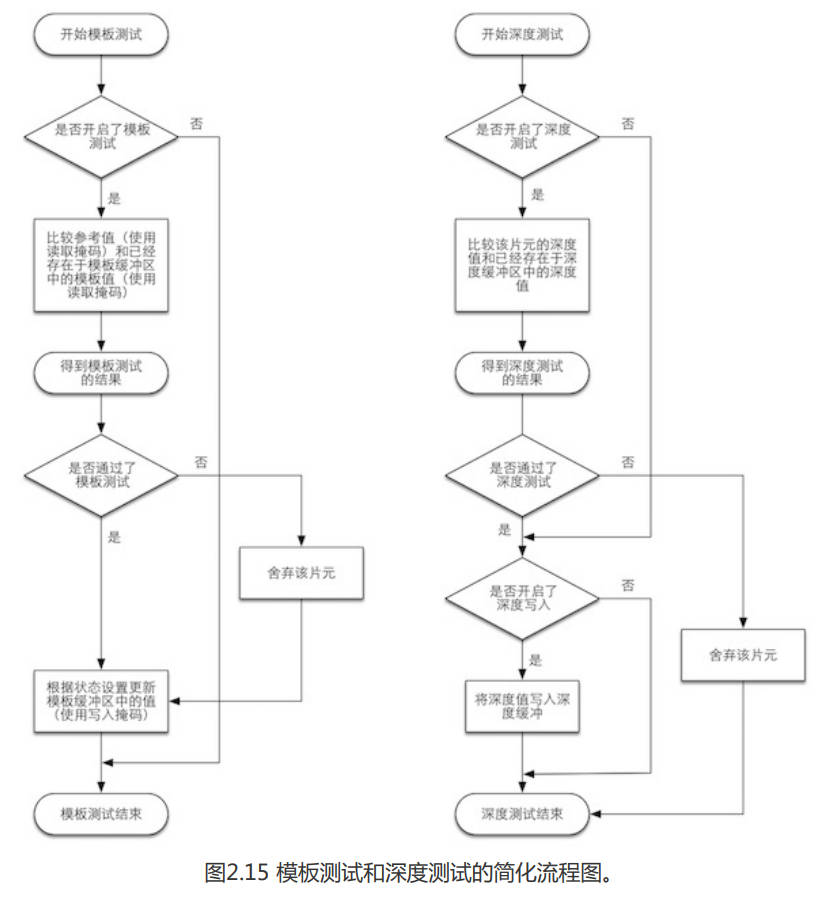 开始模板测试
是否开启了模板
测试
否
是
比较参考值（使用
读取掩码）和已经
存在于模板缓冲区
中的模板值（使用
读取掩码）
得到模板测试
的结果
是否通过了
模板测试
否
是
舍弃该片元
根据状态设置更新
模板缓冲区中的值
（使用写入掩码）
模板测试结束
开始深度测试
是否开启了深度
测试
否
是
比较该片元的深度
值和已经存在于深
度缓冲区中的深度
值
得到深度测试
的结果
是否通过了
深度测试
否
是
是否开启了
深度写入
否
是
舍弃该片元
将深度值写入深
度缓冲
深度测试结束
图2.15 模板测试和深度测试的简化流程图。